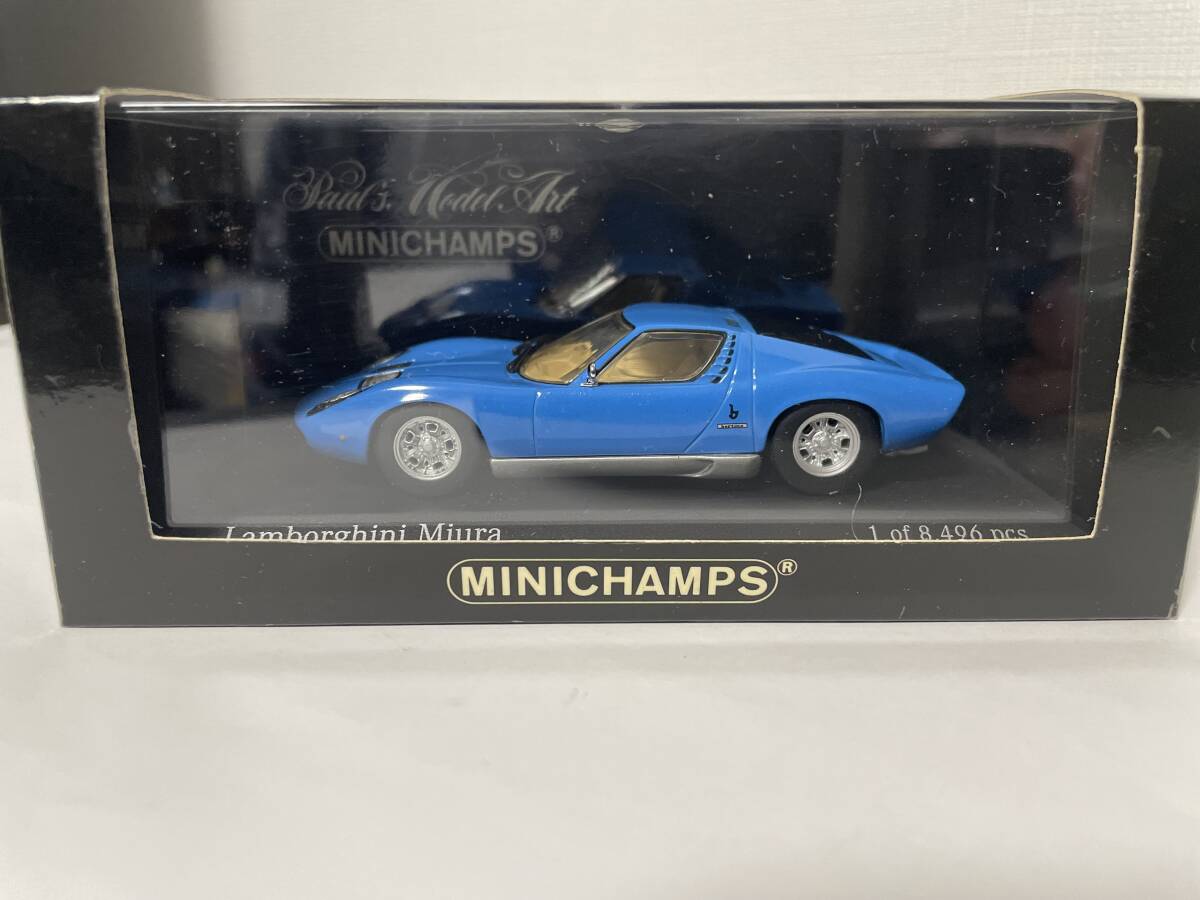 Paul's Model Art
MINICHAMPS®
b
Lamborghini Miura
1 of 8.496 pcs
MINICHAMPS®